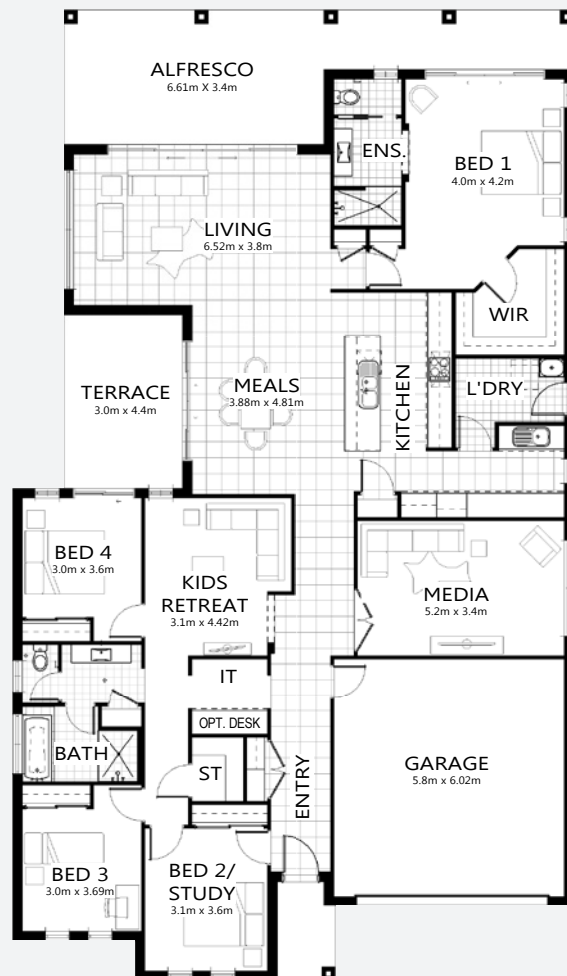 ALFRESCO
6.61m X 3.4m
ENS.
BED 1
4.0m x 4.2m
LIVING
6.52m x 3.8m
WIR
TERRACE
3.0m x 4.4m
MEALS
3.88m x 4.81m
KITCHEN
L'DRY
BED 4
3.0m x 3.6m
KIDS
RETREAT
3.1m x 4.42m
MEDIA
5.2m x 3.4m
IT
OPT. DESK
BATH
ST
ENTRY
GARAGE
5.8m x 6.02m
BED 3
3.0m x 3.69m
BED 2/
STUDY
3.1m x 3.6m